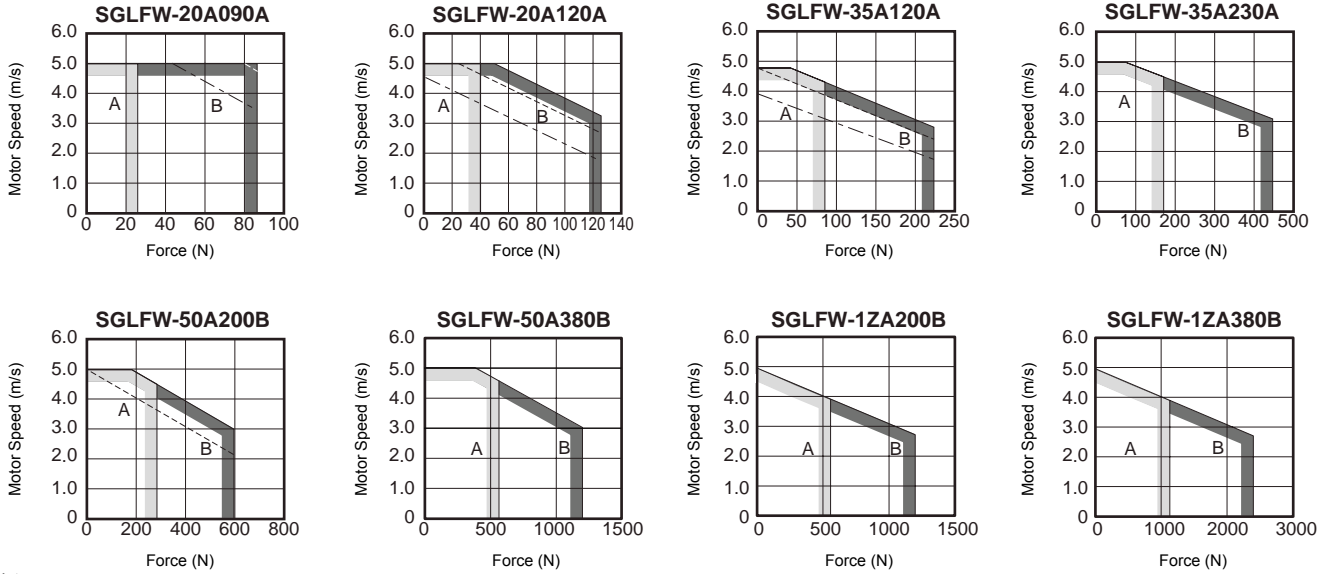 SGLFW-20A090A
Motor Speed (m/s)
6.0
5.0
4.0
3.0
2.0
1.0
0
A
B
0 20 40 60 80 100
Force (N)
SGLFW-20A120A
Motor Speed (m/s)
6.0
5.0
4.0
3.0
2.0
1.0
0
A
B
0 20 40 60 80 100 120 140
Force (N)
SGLFW-35A120A
Motor Speed (m/s)
6.0
5.0
4.0
3.0
2.0
1.0
0
A
B
0 50 100 150 200 250
Force (N)
SGLFW-35A230A
Motor Speed (m/s)
6.0
5.0
4.0
3.0
2.0
1.0
0
A
B
0 100 200 300 400 500
Force (N)
SGLFW-50A200B
Motor Speed (m/s)
6.0
5.0
4.0
3.0
2.0
1.0
0
A
B
0 200 400 600 800
Force (N)
SGLFW-50A380B
Motor Speed (m/s)
6.0
5.0
4.0
3.0
2.0
1.0
0
A
B
0 500 1000 1500
Force (N)
SGLFW-1ZA200B
Motor Speed (m/s)
6.0
5.0
4.0
3.0
2.0
1.0
0
A
B
0 500 1000 1500
Force (N)
SGLFW-1ZA380B
Motor Speed (m/s)
6.0
5.0
4.0
3.0
2.0
1.0
0
A
B
0 1000 2000 3000
Force (N)